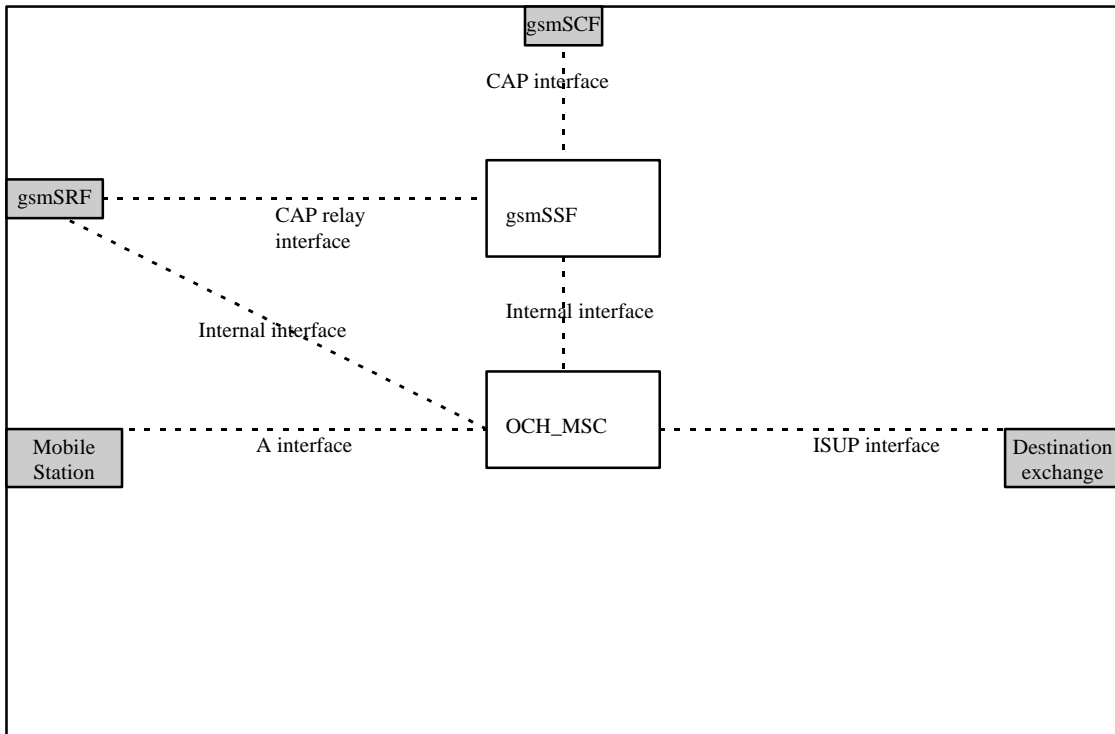 gsmSCF
CAP interface
gsmSRF
CAP relay
interface
gsmSSF
Internal interface
Internal interface
OCH_MSC
Mobile
Station
A interface
ISUP interface
Destination
exchange